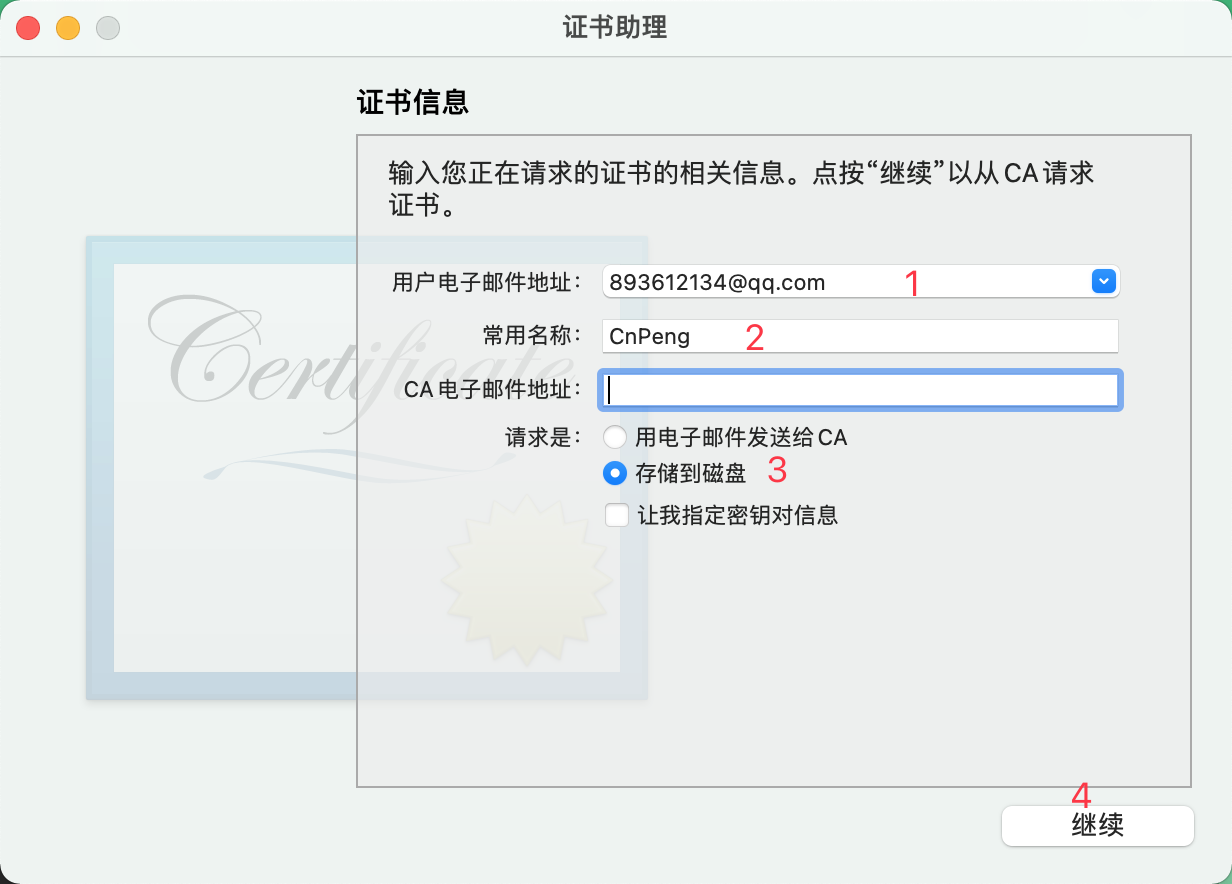 证书助理
证书信息
输入您正在请求的证书的相关信息。点按“继续”以从 CA 请求
证书。
Certificate
用户电子邮件地址： 893612134@qq.com 1
常用名称： CnPeng 2
CA 电子邮件地址：
请求是： 用电子邮件发送给 CA
存储到磁盘 3
让我指定密钥对信息
4
继续